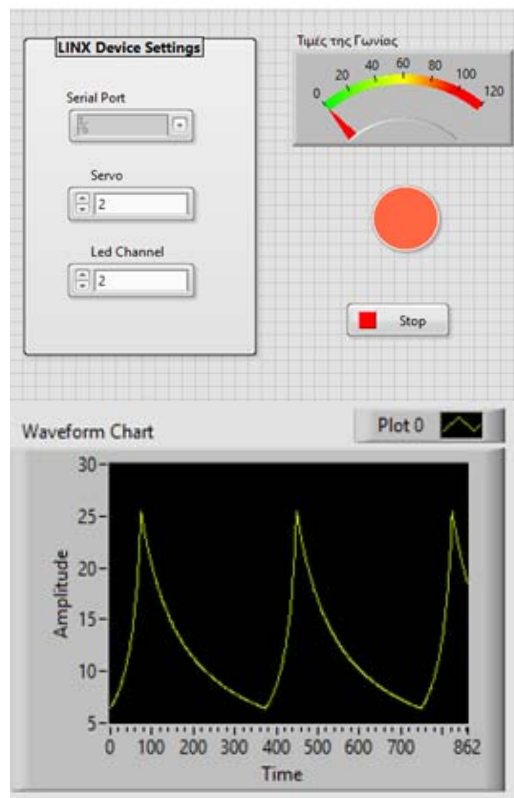 LINX Device Settings
Serial Port
Servo
2
Led Channel
2
Τιμές της Γωνίας
0 20 40 60 80 100 120
Stop
Waveform Chart
Plot 0
Amplitude
30
25
20
15
10
5
0 100 200 300 400 500 600 700 862
Time